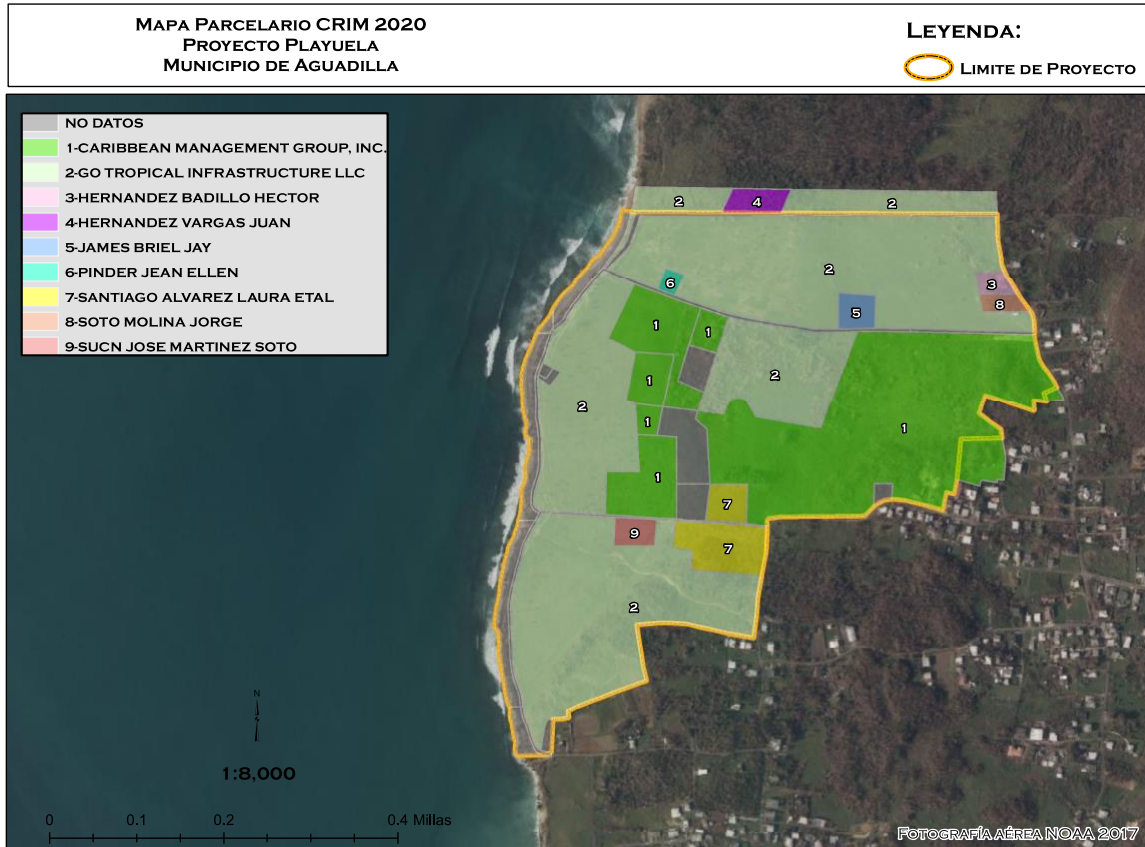 MAPA PARCELARIO CRIM 2020
PROYECTO PLAYUELA
MUNICIPIO DE AGUADILLA
LEYENDA:
LIMITE DE PROYECTO
NO DATOS
1-CARIBBEAN MANAGEMENT GROUP, INC.
2-GO TROPICAL INFRASTRUCTURE LLC
3-HERNANDEZ BADILLO HECTOR
4-HERNANDEZ VARGAS JUAN
5-JAMES BRIEL JAY
6-PINDER JEAN ELLEN
7-SANTIAGO ALVAREZ LAURA ETAL
8-SOTO MOLINA JORGE
9-SUCN JOSE MARTINEZ SOTO
2 4 2
2
6 3
5 8
1 1
2
1
2
1 1
1
7
9
7
2
N
1:8,000
0 0.1 0.2 0.4 Millas
FOTOGRAFÍA AÉREA NOAA 2017